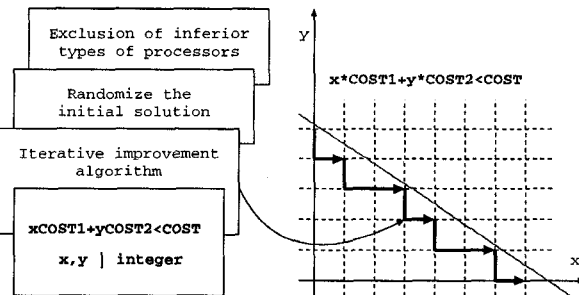 Exclusion of inferior
types of processors
Randomize the
initial solution
Iterative improvement
algorithm
xCOST1+yCOST2<COST
x,y | integer
y
x*COST1+y*COST2<COST
x